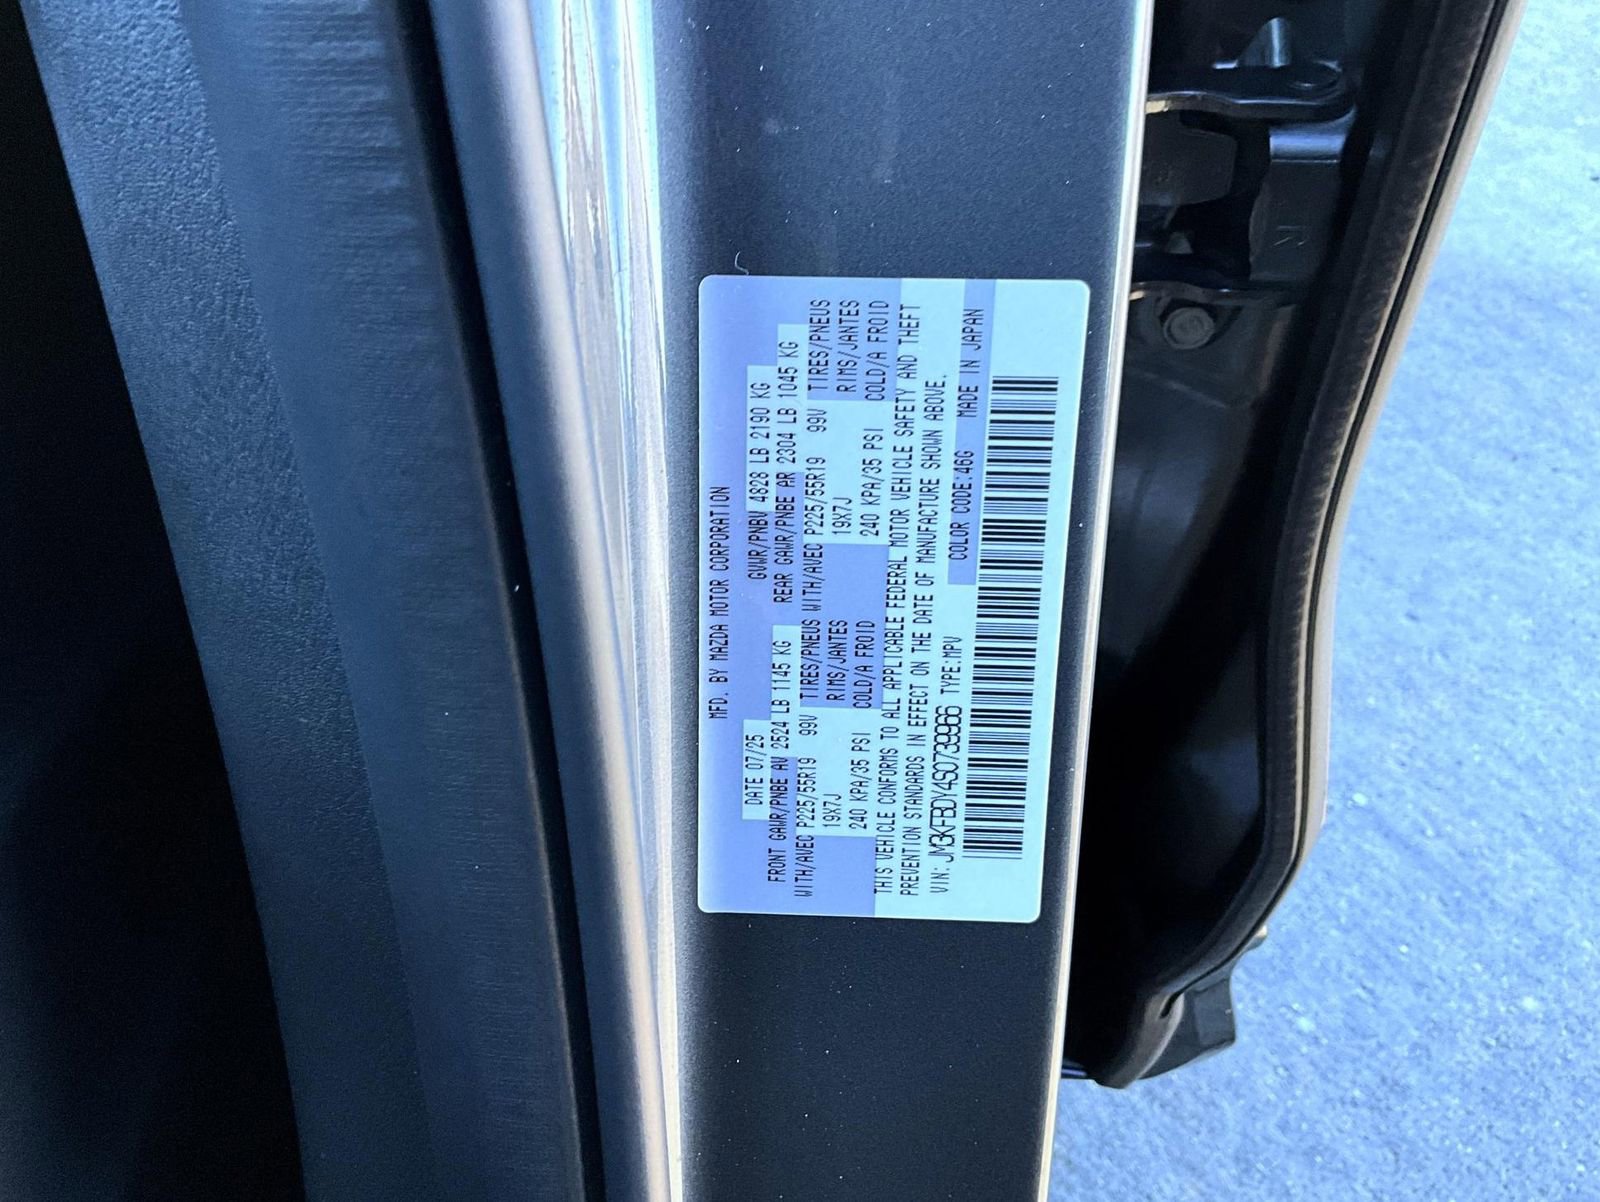 MFD. BY MAZDA MOTOR CORPORATION
DATE 07/25 GVWR/PNBV 4828 LB 2190 KG
FRONT GAWR/PNBE AV 2524 LB 1145 KG REAR GAWR/PNBE AR 2304 LB 1045 KG
WITH/AVEC P225/55R19 99V TIRES/PNEUS WITH/AVEC P225/55R19 99V TIRES/PNEUS
19X7J RIMS/JANTES 19X7J RIMS/JANTES
240 KPA/35 PSI COLD/A FROID 240 KPA/35 PSI COLD/A FROID
THIS VEHICLE CONFORMS TO ALL APPLICABLE FEDERAL MOTOR VEHICLE SAFETY AND THEFT
PREVENTION STANDARDS IN EFFECT ON THE DATE OF MANUFACTURE SHOWN ABOVE.
VIN: JM3KFBDY4S0739966 TYPE:MPV COLOR CODE:46G MADE IN JAPAN